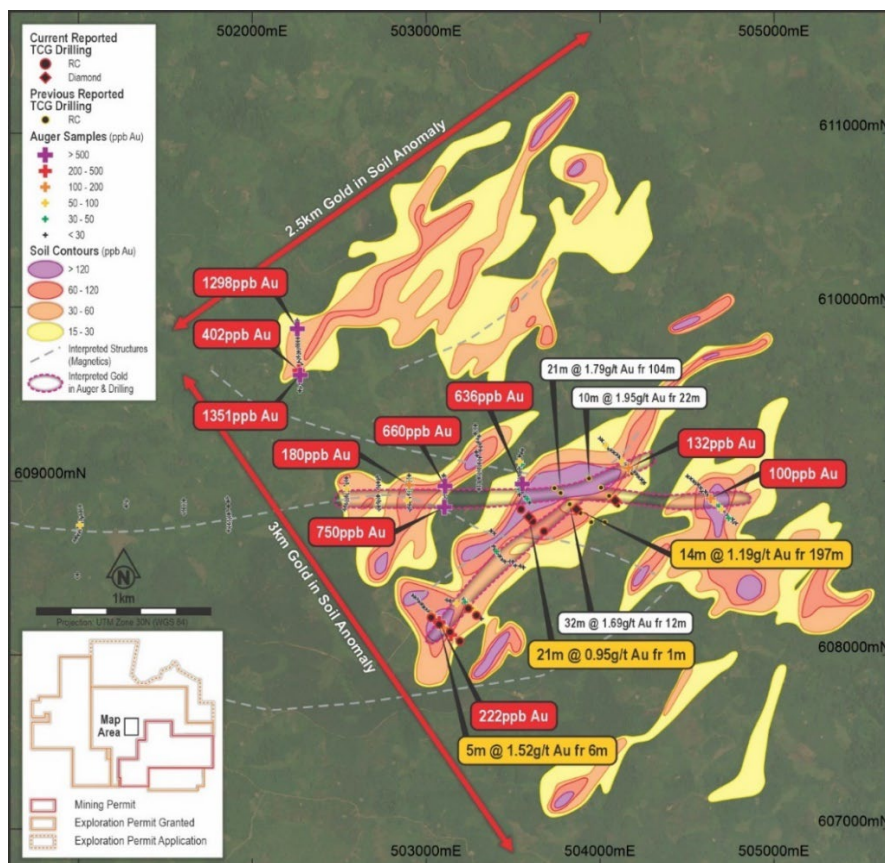 502000mE
503000mE
504000mE
505000mE
Current Reported
TCG Drilling
RC
Diamond
Previous Reported
TCG Drilling
RC
Auger Samples (ppb Au)
> 500
200 - 500
100 - 200
50 - 100
30 - 50
< 30
Soil Contours (ppb Au)
> 120
60 - 120
30 - 60
15 - 30
Interpreted Structures
(Magnetics)
Interpreted Gold
in Auger & Drilling
611000mN
2.5km Gold in Soil Anomaly
1298ppb Au
610000mN
402ppb Au
21m @ 1.79g/t Au fr 104m
10m @ 1.95g/t Au fr 22m
1351ppb Au
636ppb Au
660ppb Au
132ppb Au
180ppb Au
609000mN
100ppb Au
750ppb Au
14m @ 1.19g/t Au fr 197m
N
1km
Projection: UTM Zone 30N (WGS 84)
3km Gold in Soil Anomaly
32m @ 1.69g/t Au fr 12m
608000mN
21m @ 0.95g/t Au fr 1m
222ppb Au
5m @ 1.52g/t Au fr 6m
Map
Area
Mining Permit
Exploration Permit Granted
Exploration Permit Application
607000mN
502000mE
503000mE
504000mE
505000mE